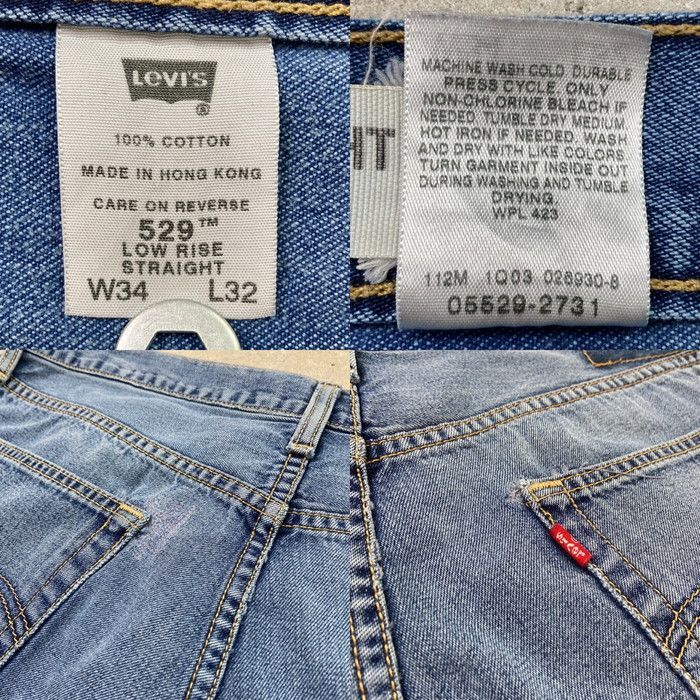 LEVI'S
®
100% COTTON
MADE IN HONG KONG
CARE ON REVERSE
529™
LOW RISE
STRAIGHT
W34 L32
HT
MACHINE WASH COLD DURABLE
PRESS CYCLE ONLY
NON-CHLORINE BLEACH IF
NEEDED. TUMBLE DRY MEDIUM
HOT IRON IF NEEDED. WASH
AND DRY WITH LIKE COLORS
TURN GARMENT INSIDE OUT
DURING WASHING AND TUMBLE
DRYING.
WPL 423
112M 1Q03 028930-8
05529-2731
LEVI'S